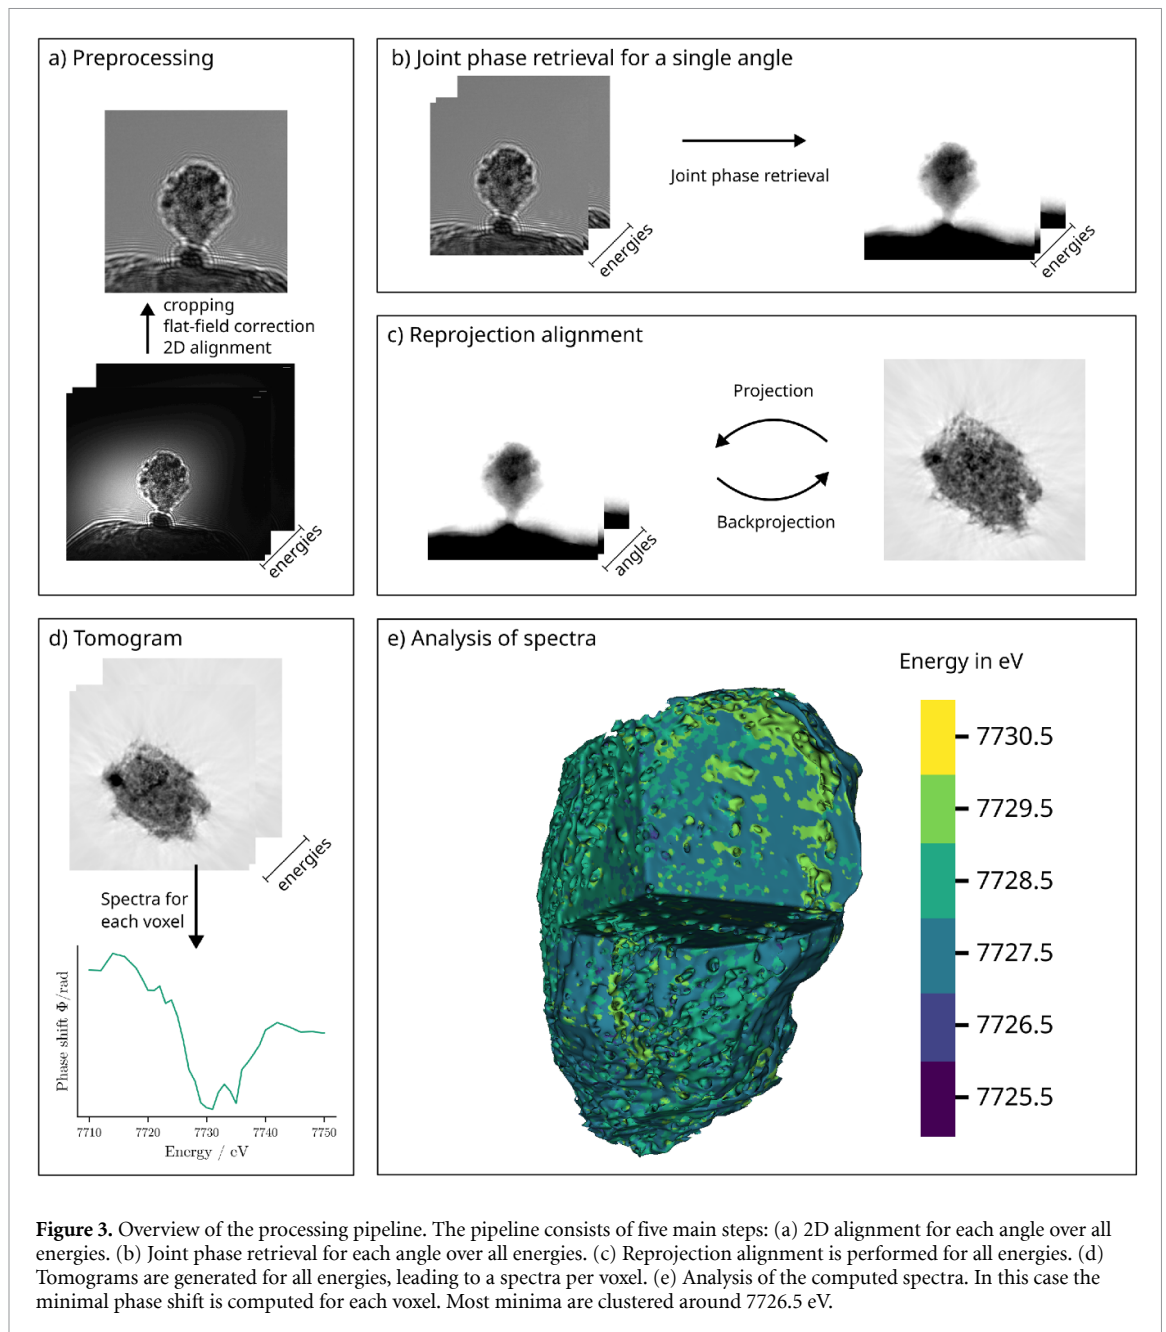 a) Preprocessing
cropping
flat-field correction
2D alignment
energies
b) Joint phase retrieval for a single angle
Joint phase retrieval
energies
energies
c) Reprojection alignment
Projection
Backprojection
angles
d) Tomogram
energies
Spectra for
each voxel
Phase shift Φ/rad
7710 7720 7730 7740 7750
Energy / eV
e) Analysis of spectra
Energy in eV
7730.5
7729.5
7728.5
7727.5
7726.5
7725.5
Figure 3. Overview of the processing pipeline. The pipeline consists of five main steps: (a) 2D alignment for each angle over all
energies. (b) Joint phase retrieval for each angle over all energies. (c) Reprojection alignment is performed for all energies. (d)
Tomograms are generated for all energies, leading to a spectra per voxel. (e) Analysis of the computed spectra. In this case the
minimal phase shift is computed for each voxel. Most minima are clustered around 7726.5 eV.